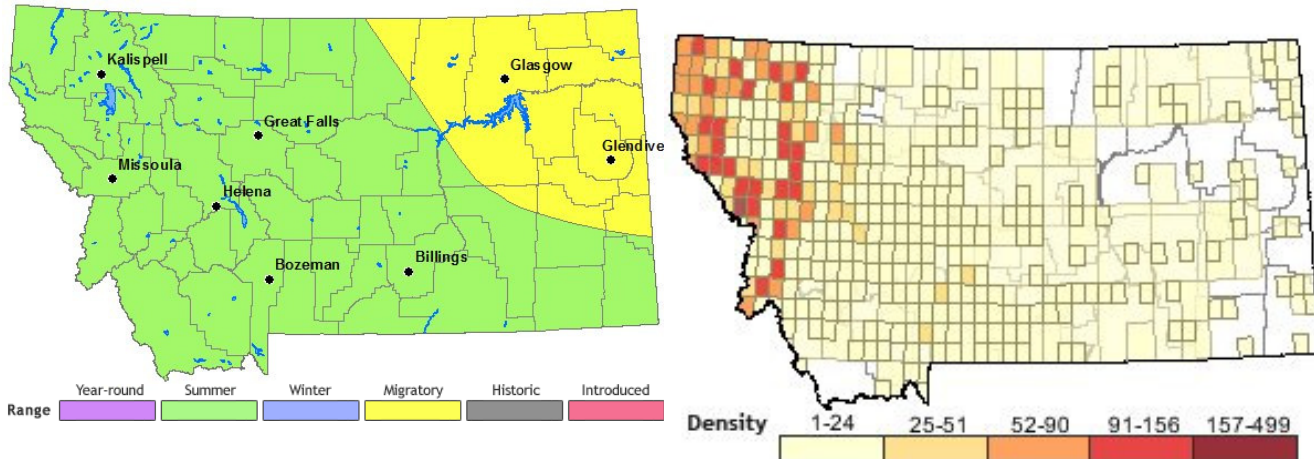 Kalispell
Glasgow
Great Falls
Glendive
Missoula
Helena
Bozeman
Billings
Year-round Summer Winter Migratory Historic Introduced
Range
Density 1-24 25-51 52-90 91-156 157-499